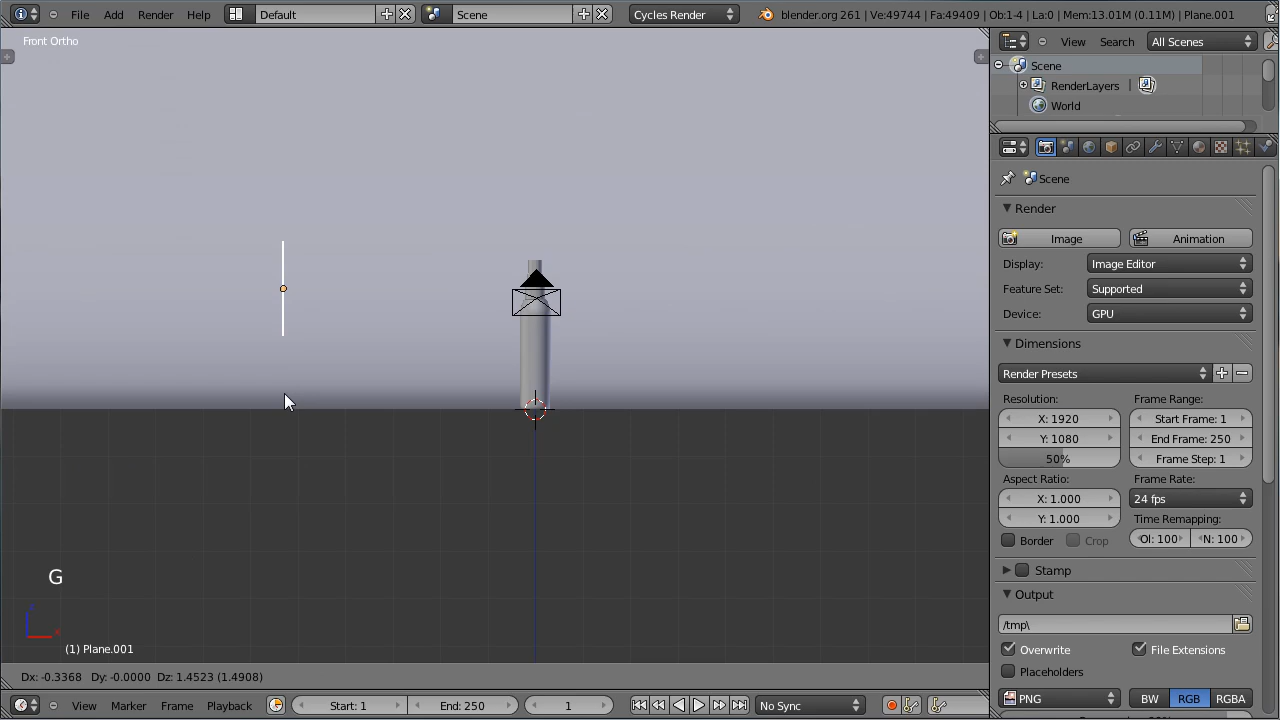 File Add Render Help Default Scene Cycles Render blender.org 261 | Ve:49744 | Fa:49409 | Ob:1-4 | La:0 | Mem:13.01M (0.11M) | Plane.001
Front Ortho
View Search All Scenes
Scene
RenderLayers |
World
Scene
Render
Image Animation
Display: Image Editor
Feature Set: Supported
Device: GPU
Dimensions
Render Presets
Resolution: Frame Range:
X: 1920 Start Frame: 1
Y: 1080 End Frame: 250
50% Frame Step: 1
Aspect Ratio: Frame Rate:
X: 1.000 24 fps
Y: 1.000 Time Remapping:
Border Crop Ol: 100 N: 100
Stamp
Output
/tmp\
Overwrite File Extensions
Placeholders
PNG BW RGB RGBA
G
(1) Plane.001
Dx: -0.3368 Dy: -0.0000 Dz: 1.4523 (1.4908)
View Marker Frame Playback Start: 1 End: 250 1 No Sync